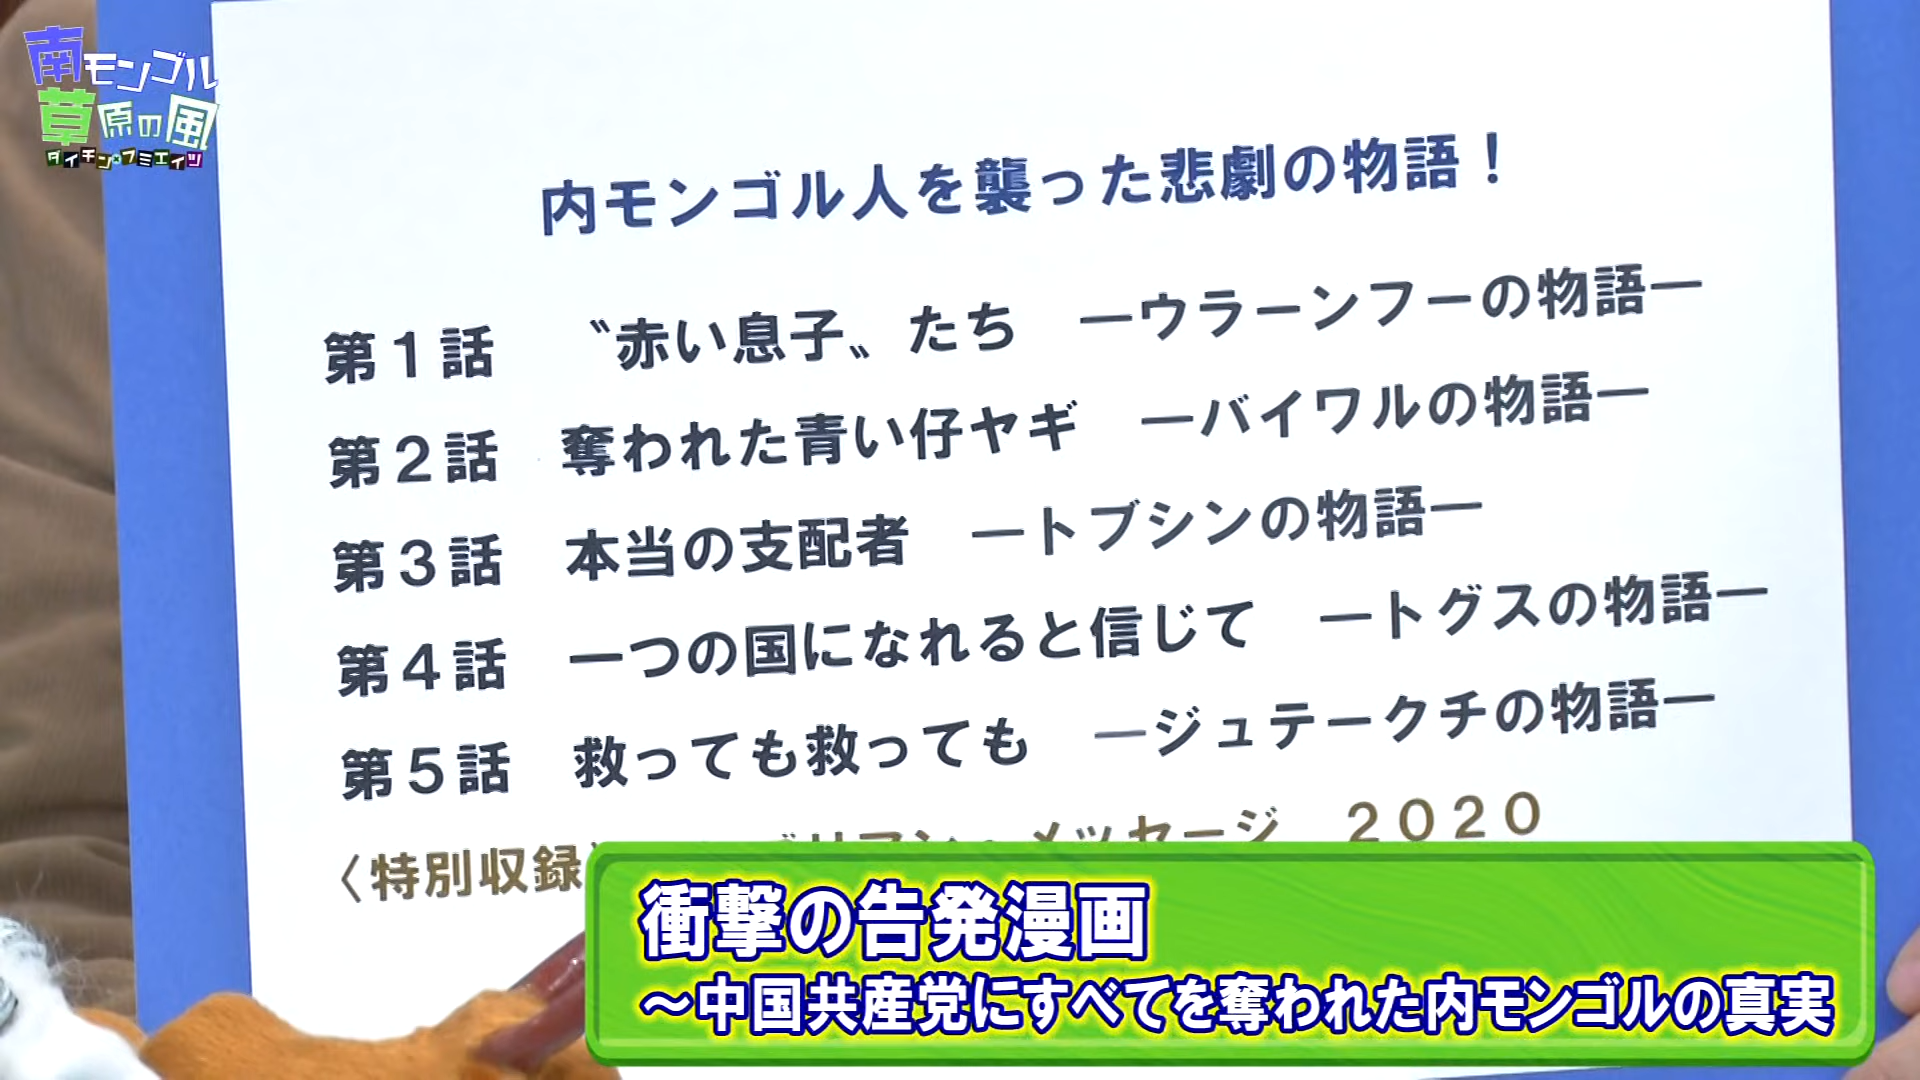 南モンゴル
草原の風
ダイチン×フミエイツ
内モンゴル人を襲った悲劇の物語！
第１話　〝赤い息子〟たち　―ウラーンフーの物語―
第２話　奪われた青い仔ヤギ　―バイワルの物語―
第３話　本当の支配者　―トブシンの物語―
第４話　一つの国になれると信じて　―トグスの物語―
第５話　救っても救っても　―ジュテークチの物語―
〈特別収録 メッセージ　２０２０
衝撃の告発漫画
～中国共産党にすべてを奪われた内モンゴルの真実